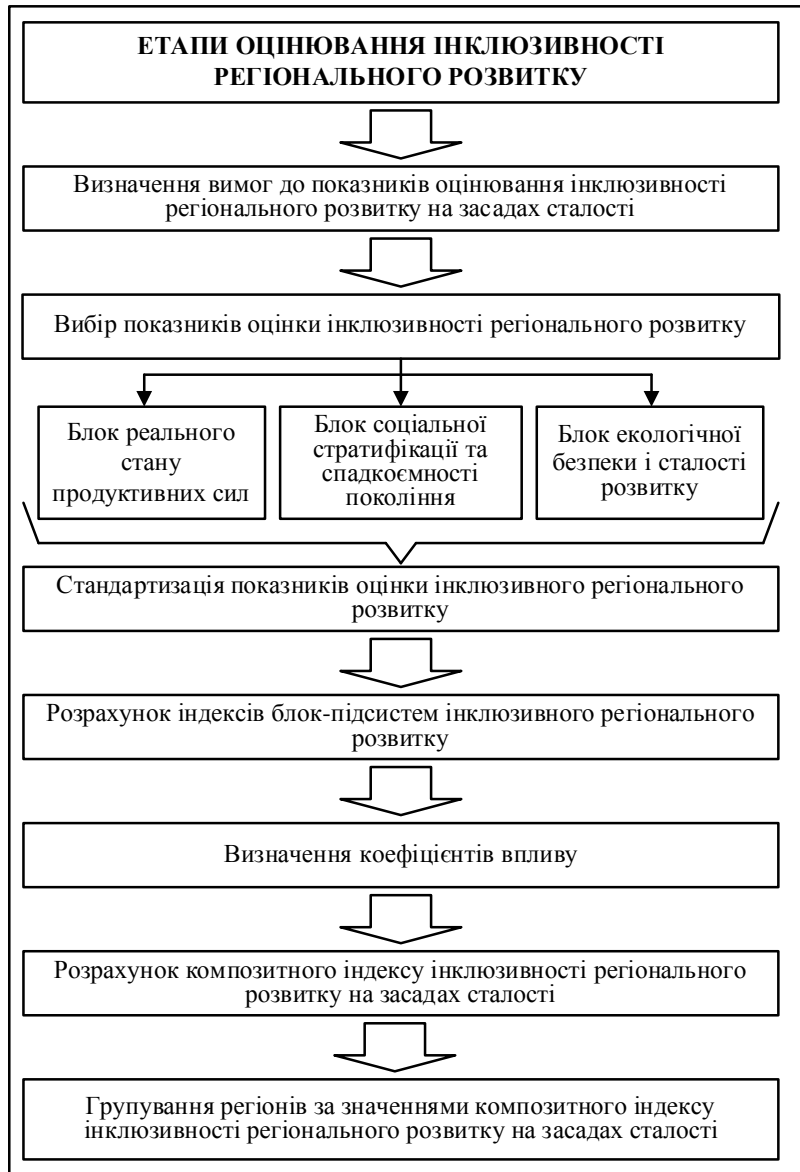 ЕТАПИ ОЦІНЮВАННЯ ІНКЛЮЗИВНОСТІ
РЕГІОНАЛЬНОГО РОЗВИТКУ
Визначення вимог до показників оцінювання інклюзивності
регіонального розвитку на засадах сталості
Вибір показників оцінки інклюзивності регіонального розвитку
Блок реального
стану
продуктивних сил
Блок соціальної
стратифікації та
спадкоємності
покоління
Блок екологічної
безпеки і сталості
розвитку
Стандартизація показників оцінки інклюзивного регіонального
розвитку
Розрахунок індексів блок-підсистем інклюзивного регіонального
розвитку
Визначення коефіцієнтів впливу
Розрахунок композитного індексу інклюзивності регіонального
розвитку на засадах сталості
Групування регіонів за значеннями композитного індексу
інклюзивності регіонального розвитку на засадах сталості